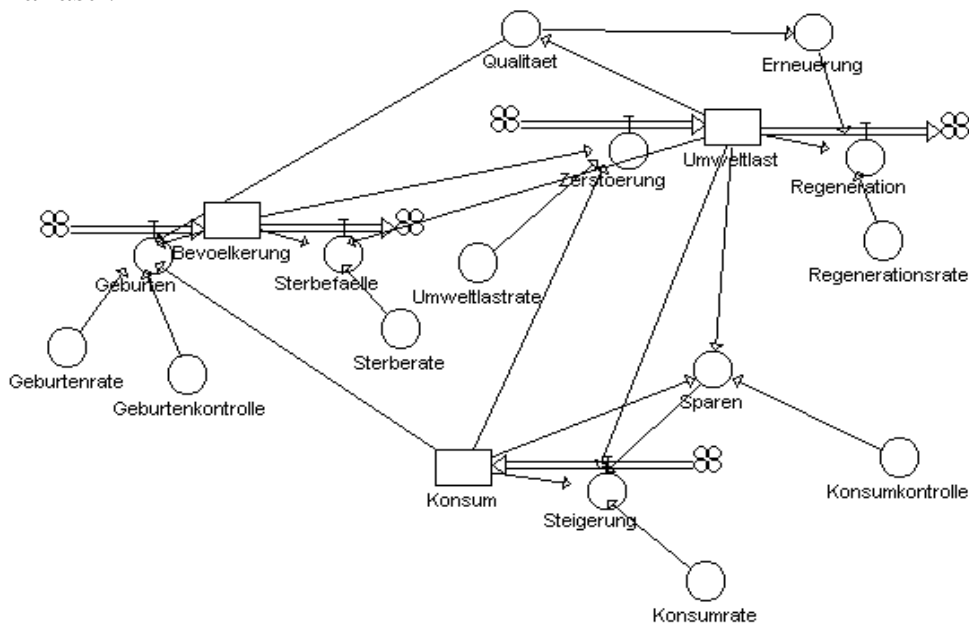 Qualitaet
Erneuerung
Zerstoerung
Umweltlast
Regeneration
Bevoelkerung
Geburten
Sterbefaelle
Umweltlastrate
Regenerationsrate
Geburtenrate
Sterberate
Geburtenkontrolle
Sparen
Konsum
Steigerung
Konsumkontrolle
Konsumrate